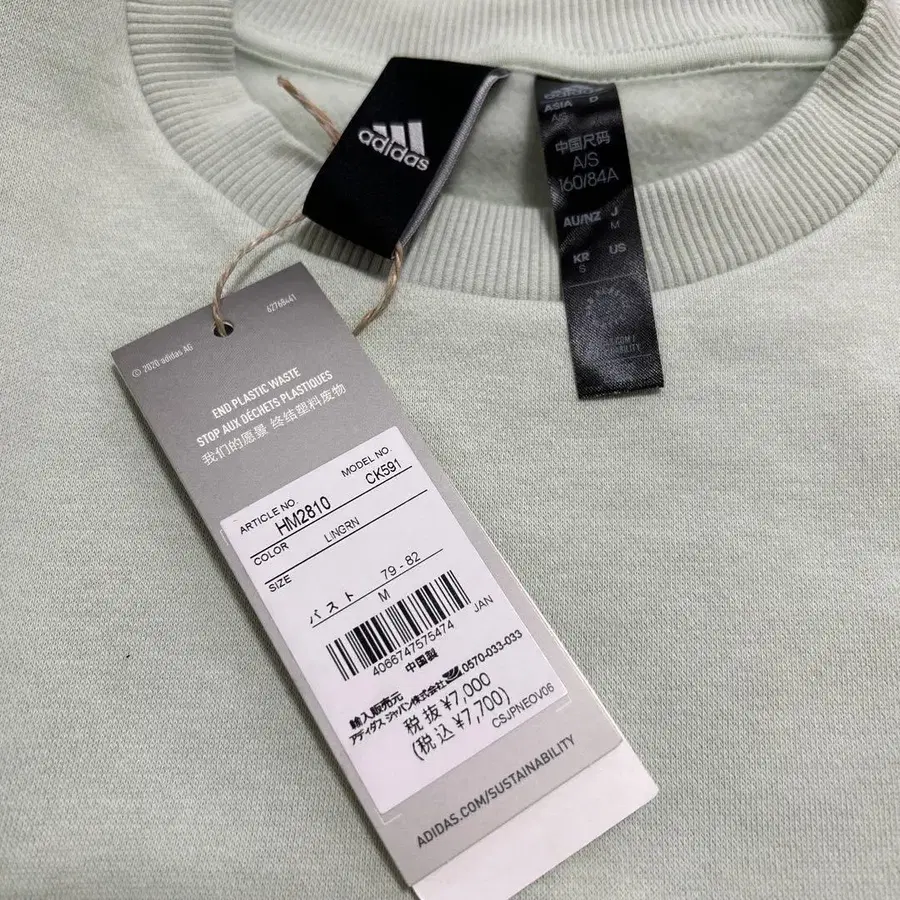 adidas
ASIA D
A/S
中国尺码
A/S
160/84A
AU/NZ J
M
KR US
S
62768441
© 2020 adidas AG
END PLASTIC WASTE
STOP AUX DÉCHETS PLASTIQUES
我们的愿景 终结塑料废物
ARTICLE NO. MODEL NO.
HM2810 CK591
COLOR LINGRN
SIZE
バスト 79-82
M
JAN
4066747575474
中国製
輸入販売元
アディダス ジャパン株式会社 0570-033-033
税抜¥7,000
(税込¥7,700)
CSJPNEOV06
ADIDAS.COM/SUSTAINABILITY